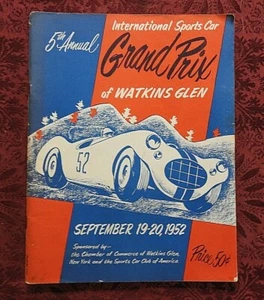 5th Annual
International Sports Car
Grand Prix
of WATKINS GLEN
52
SEPTEMBER 19-20, 1952
Sponsored by—
the Chamber of Commerce of Watkins Glen,
New York and the Sports Car Club of America
Price 50¢